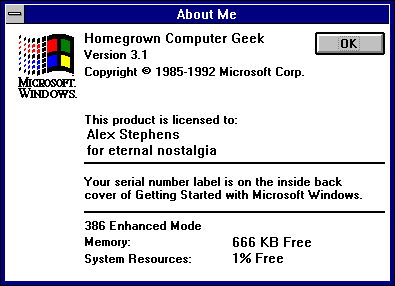 About Me
Homegrown Computer Geek
OK
Version 3.1
Copyright © 1985-1992 Microsoft Corp.
MICROSOFT.
WINDOWS.
This product is licensed to:
Alex Stephens
for eternal nostalgia
Your serial number label is on the inside back
cover of Getting Started with Microsoft Windows.
386 Enhanced Mode
Memory: 666 KB Free
System Resources: 1% Free